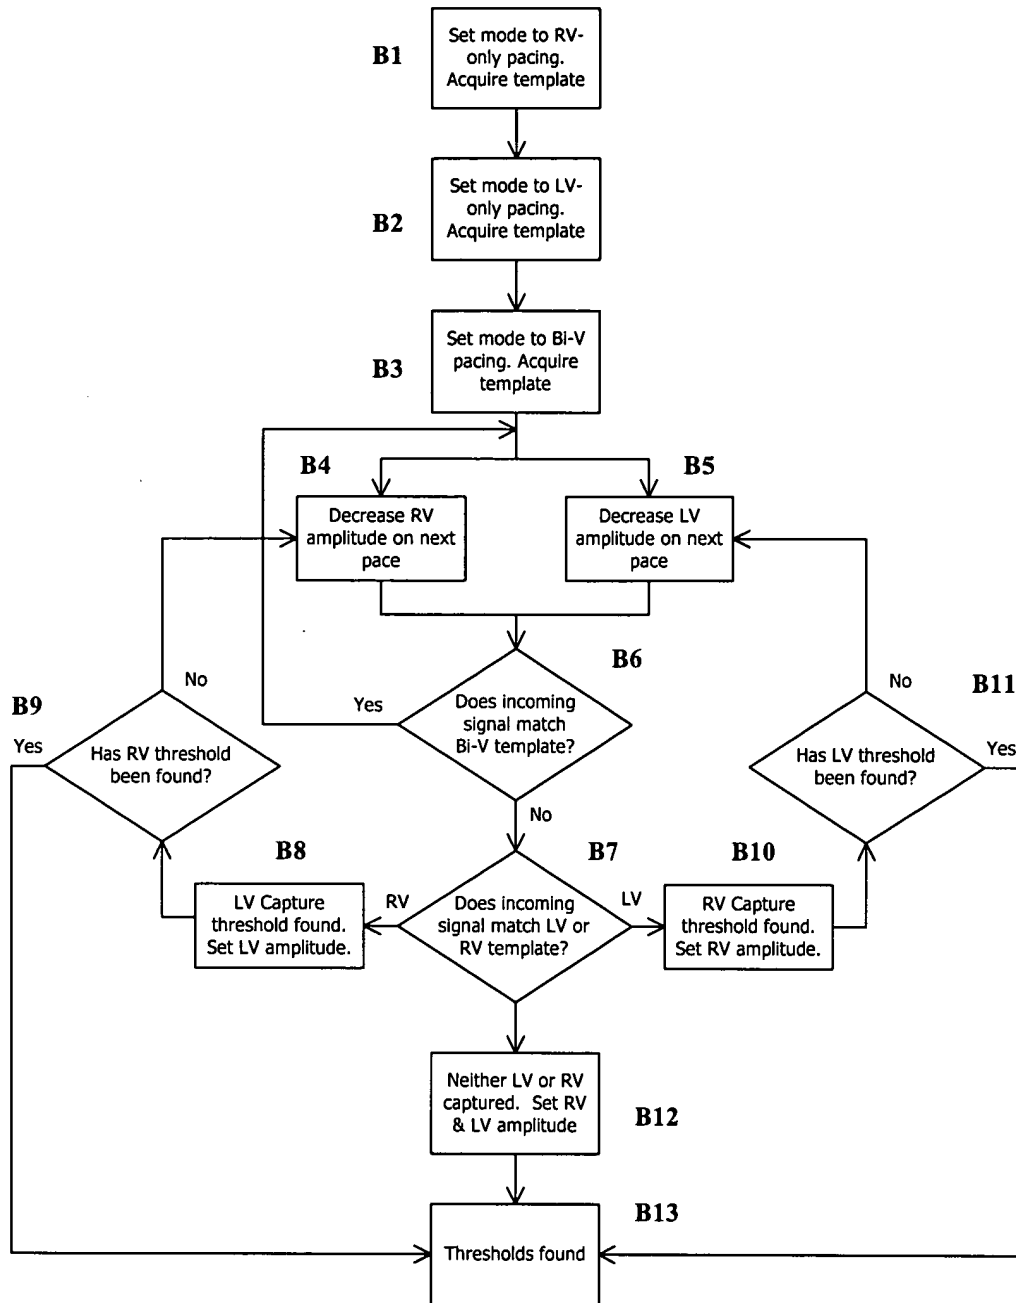 B1
Set mode to RV-
only pacing.
Acquire template
B2
Set mode to LV-
only pacing.
Acquire template
B3
Set mode to Bi-V
pacing. Acquire
template
B4
B5
Decrease RV
amplitude on next
pace
Decrease LV
amplitude on next
pace
B6
Does incoming
signal match
Bi-V template?
Yes
No
B9
Yes
No
Has RV threshold
been found?
B11
No
Yes
Has LV threshold
been found?
B8
LV Capture
threshold found.
Set LV amplitude.
B7
RV
Does incoming
signal match LV or
RV template?
LV
B10
RV Capture
threshold found.
Set RV amplitude.
Neither LV or RV
captured. Set RV
& LV amplitude
B12
B13
Thresholds found